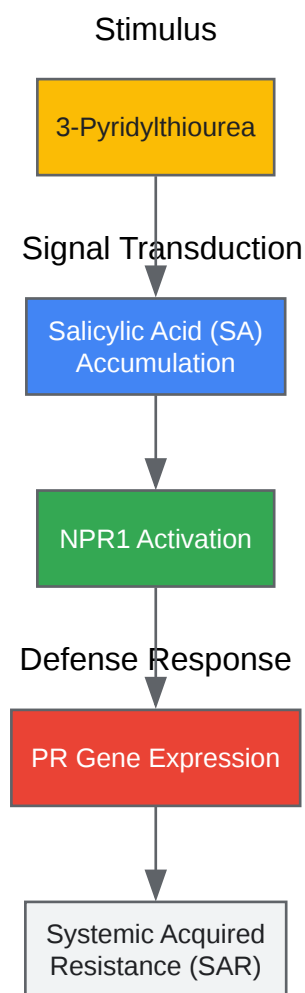 Stimulus
3-Pyridylthiourea
Signal Transduction
Salicylic Acid (SA)
Accumulation
NPR1 Activation
Defense Response
PR Gene Expression
Systemic Acquired
Resistance (SAR)